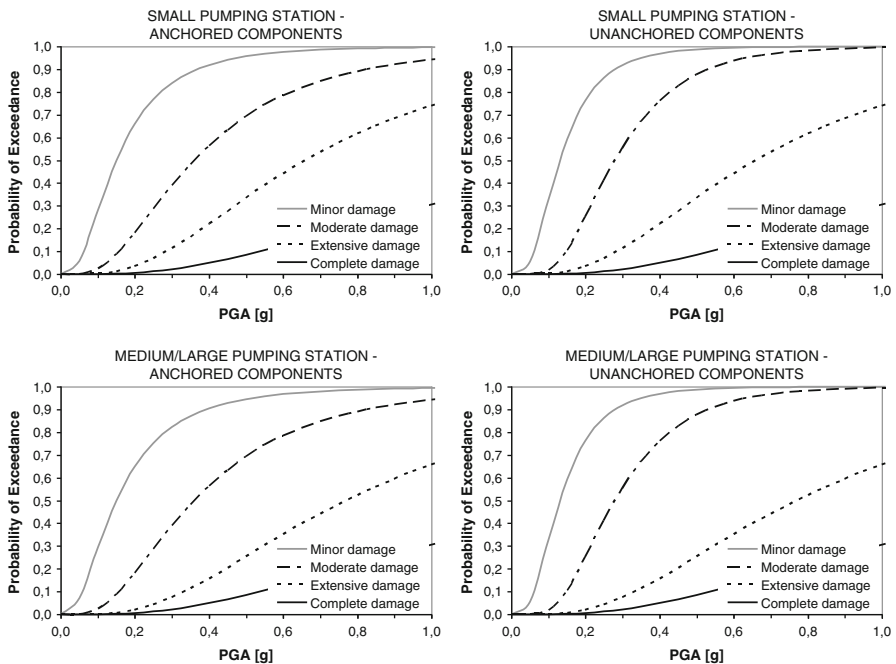 SMALL PUMPING STATION -
ANCHORED COMPONENTS
Probability of Exceedance
1,0
0,9
0,8
0,7
0,6
0,5
0,4
0,3
0,2
0,1
0,0
Minor damage
Moderate damage
Extensive damage
Complete damage
0,0 0,2 0,4 0,6 0,8 1,0
PGA [g]
SMALL PUMPING STATION -
UNANCHORED COMPONENTS
Probability of Exceedance
1,0
0,9
0,8
0,7
0,6
0,5
0,4
0,3
0,2
0,1
0,0
Minor damage
Moderate damage
Extensive damage
Complete damage
0,0 0,2 0,4 0,6 0,8 1,0
PGA [g]
MEDIUM/LARGE PUMPING STATION -
ANCHORED COMPONENTS
Probability of Exceedance
1,0
0,9
0,8
0,7
0,6
0,5
0,4
0,3
0,2
0,1
0,0
Minor damage
Moderate damage
Extensive damage
Complete damage
0,0 0,2 0,4 0,6 0,8 1,0
PGA [g]
MEDIUM/LARGE PUMPING STATION -
UNANCHORED COMPONENTS
Probability of Exceedance
1,0
0,9
0,8
0,7
0,6
0,5
0,4
0,3
0,2
0,1
0,0
Minor damage
Moderate damage
Extensive damage
Complete damage
0,0 0,2 0,4 0,6 0,8 1,0
PGA [g]